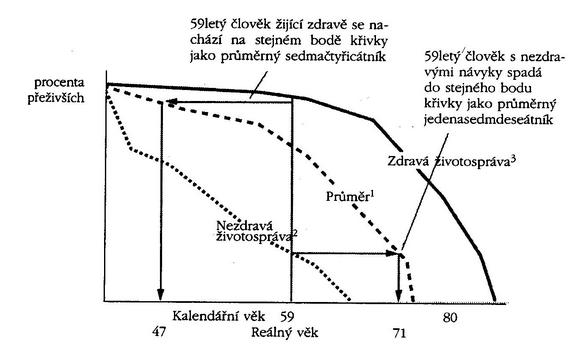 59letý člověk žijící zdravě se na-
chází na stejném bodě křivky
jako průměrný sedmačtyřicátník
59letý člověk s nezdra-
vými návyky spadá
do stejného bodu
křivky jako průměrný
jedenasedmdesátník
procenta
přeživších
Zdravá životospráva³
Průměr¹
Nezdravá
životospráva²
Kalendářní věk 59 80
47 Reálný věk 71